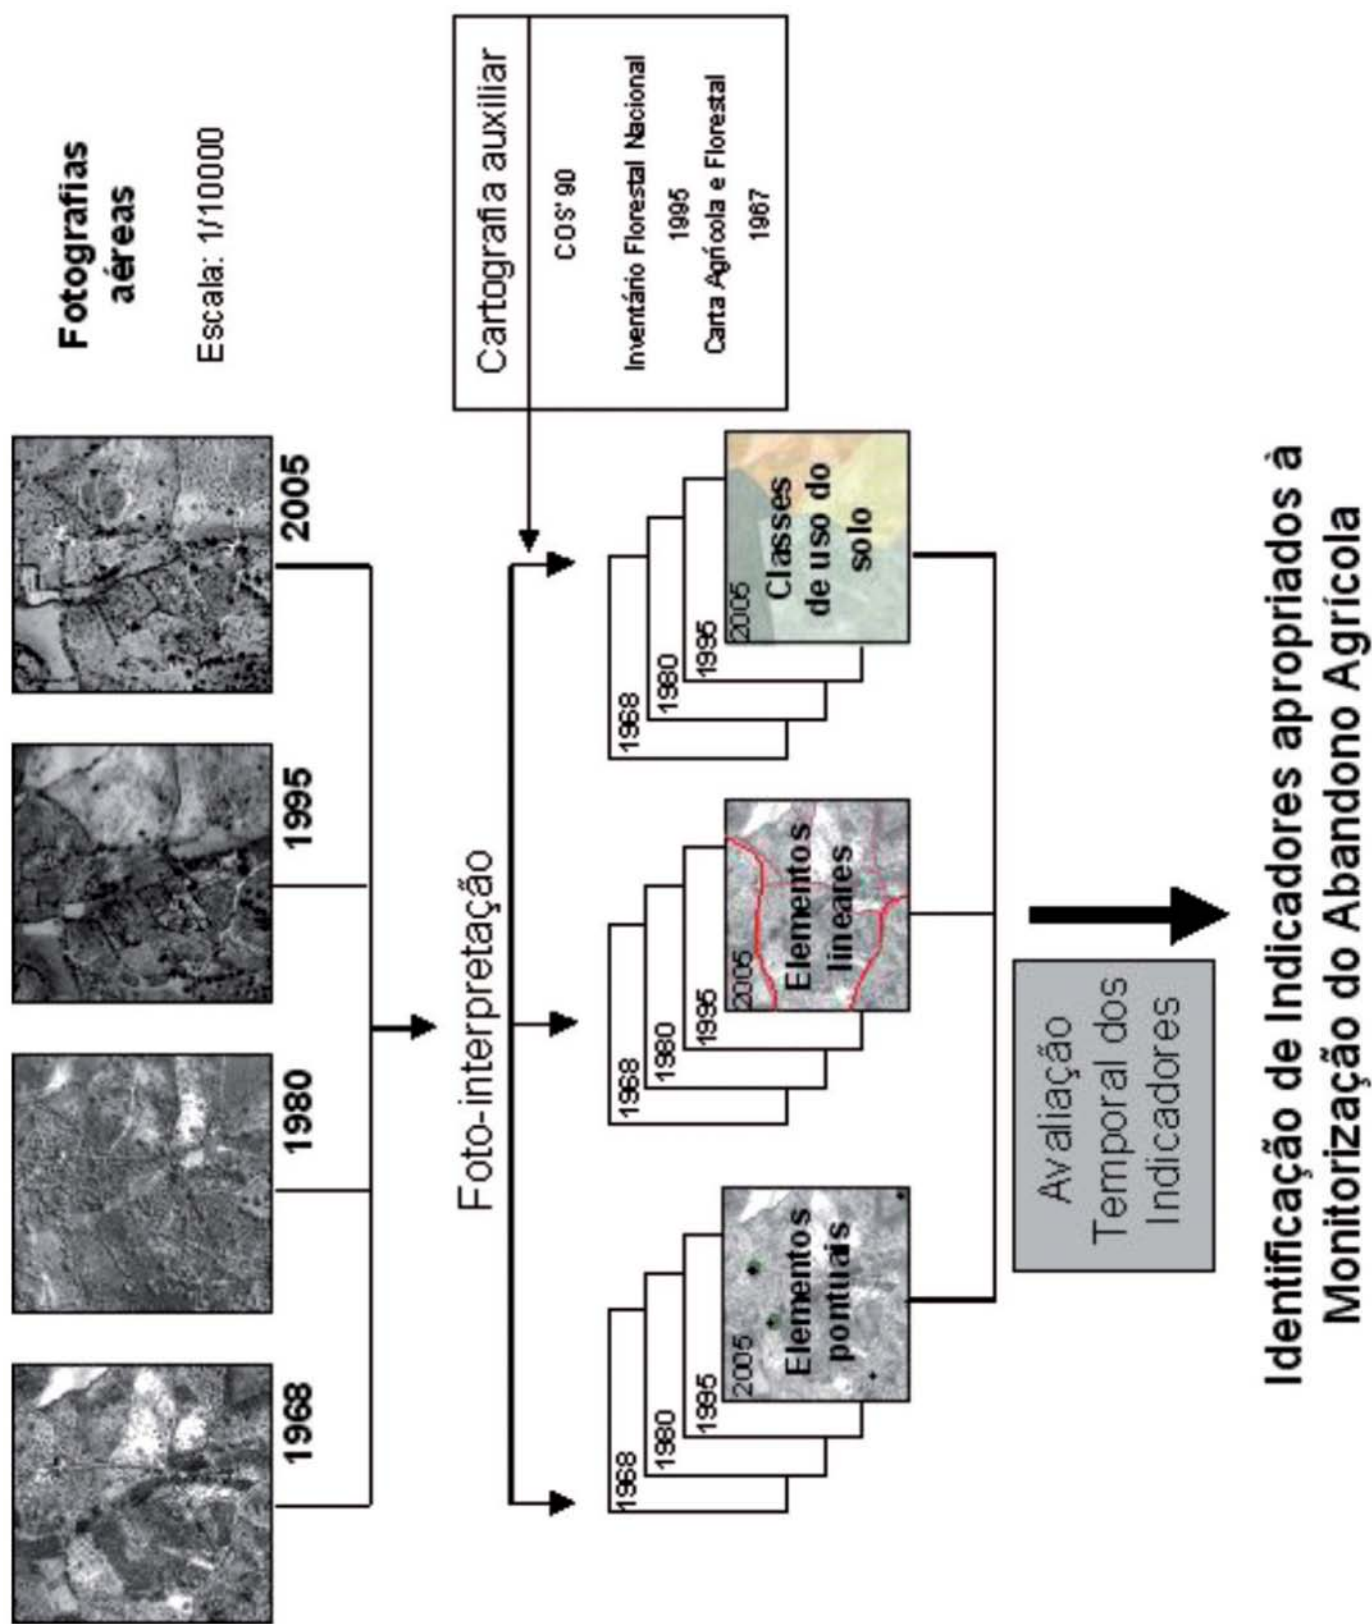 Fotografias
aéreas
Escala: 1/10000
1968
1980
1995
2005
Foto-interpretação
Cartografia auxiliar
COS'90
Inventário Florestal Nacional
1995
Carta Agrícola e Florestal
1967
1968
1980
1995
2005
Elementos
pontuais
1968
1980
1995
2005
Elementos
lineares
1968
1980
1995
2005
Classes
de uso do
solo
Avaliação
Temporal dos
Indicadores
Identificação de Indicadores apropriados à
Monitorização do Abandono Agrícola